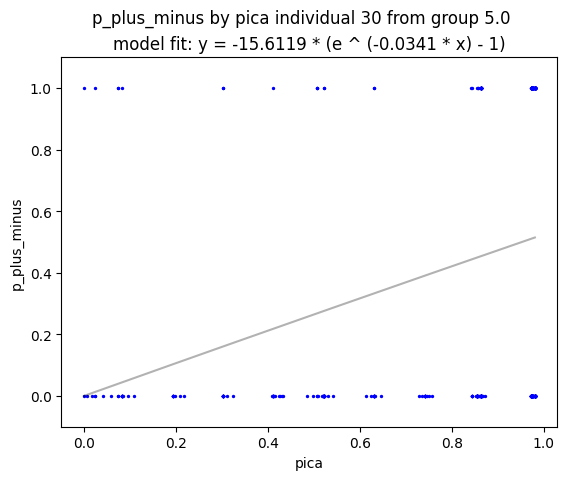 p_plus_minus by pica individual 30 from group 5.0
model fit: y = -15.6119 * (e ^ (-0.0341 * x) - 1)
1.0
0.8
0.6
0.4
0.2
0.0
p_plus_minus
0.0 0.2 0.4 0.6 0.8 1.0
pica